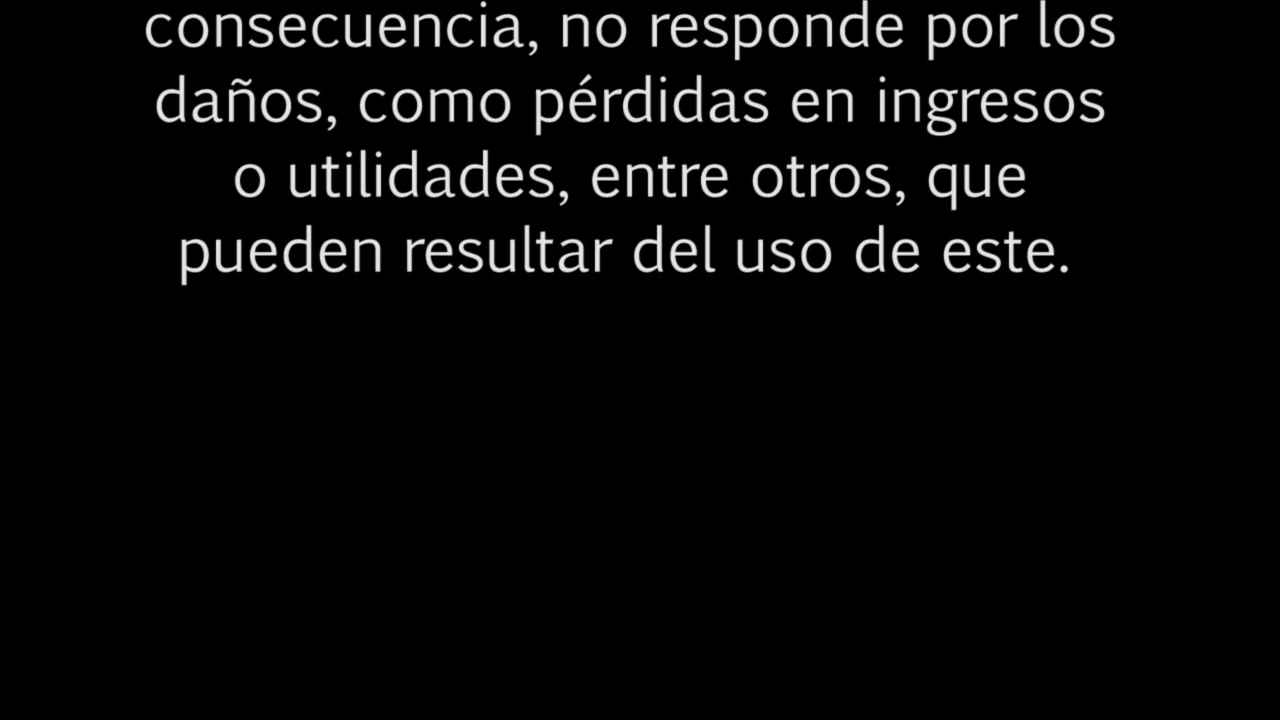 consecuencia, no responde por los
daños, como pérdidas en ingresos
o utilidades, entre otros, que
pueden resultar del uso de este.